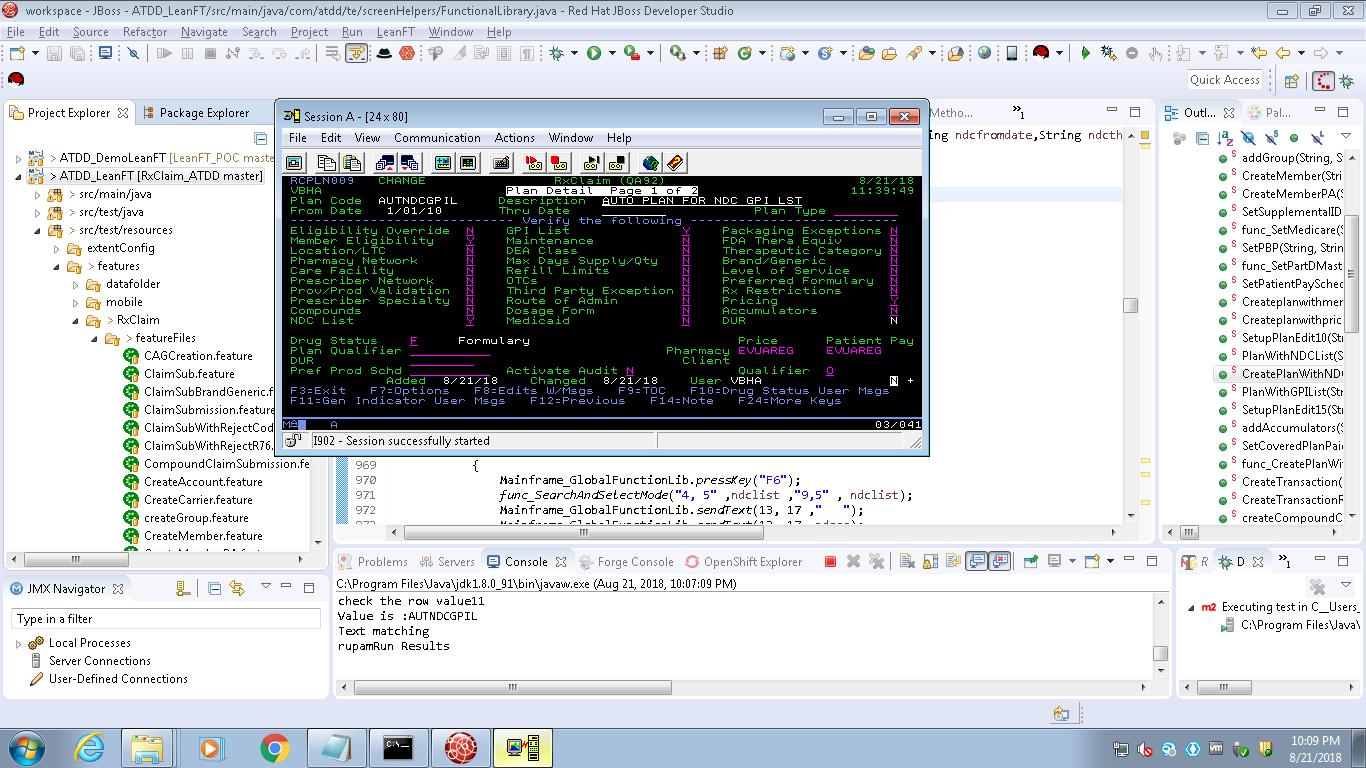 workspace - JBoss - ATDD_LeanFT/src/main/java/com/atdd/te/screenHelpers/FunctionalLibrary.java - Red Hat JBoss Developer Studio
File Edit Source Refactor Navigate Search Project Run LeanFT Window Help
Quick Access
Project Explorer Package Explorer
> ATDD_DemoLeanFT [LeanFT_POC maste
> ATDD_LeanFT [RxClaim_ATDD master]
> src/main/java
> src/test/java
> src/test/resources
extentConfig
> features
datafolder
mobile
> RxClaim
> featureFiles
CAGCreation.feature
ClaimSub.feature
ClaimSubBrandGeneric.f
ClaimSubmission.feature
ClaimSubWithRejectCod
ClaimSubWithRejectR76.
CompoundClaimSubmission.fe
CreateAccount.feature
CreateCarrier.feature
createGroup.feature
CreateMember.feature
Session A - [24 x 80]
File Edit View Communication Actions Window Help
RCPLN009 CHANGE RxClaim (QA92) 8/21/18
VBHA Plan Detail Page 1 of 2 11:39:49
Plan Code AUTNDCGPIL Description AUTO PLAN FOR NDC GPI LST
From Date 1/01/10 Thru Date Plan Type
Verify the following
Eligibility Override N GPI List Y Packaging Exceptions N
Member Eligibility Y Maintenance N FDA Thera Equiv N
Location/LTC N DEA Class N Therapeutic Category N
Pharmacy Network N Max Days Supply/Qty N Brand/Generic N
Care Facility N Refill Limits N Level of Service N
Prescriber Network N OTCs N Preferred Formulary N
Prov/Prod Validation N Third Party Exception N Rx Restrictions N
Prescriber Specialty N Route of Admin N Pricing Y
Compounds N Dosage Form N Accumulators N
NDC List Y Medicaid N DUR N
Drug Status F Formulary Price Patient Pay
Plan Qualifier Pharmacy EVUAREG EVUAREG
DUR Client
Pref Prod Schd Activate Audit N Qualifier O
Added 8/21/18 Changed 8/21/18 User VBHA N +
F3=Exit F7=Options F8=Edits W/Msgs F9=TOC F10=Drug Status User Msgs
F11=Gen Indicator User Msgs F12=Previous F14=Note F24=More Keys
MA A 03/041
I902 - Session successfully started
Metho...
ng ndcfromdate,String ndcth
969 {
970 Mainframe_GlobalFunctionLib.pressKey("F6");
971 func_SearchAndSelectMode("4, 5" ,ndclist ,"9,5" , ndclist);
972 Mainframe_GlobalFunctionLib.sendText(13, 17 ,"   ");
Outl... Pal...
addGroup(String, S
CreateMember(Stri
CreateMemberPA(S
SetSupplementalID
func_SetMedicare(S
SetPBP(String, Strin
func_SetPartDMast
SetPatientPaySchec
Createplanwithmer
Createplanwithpric
SetupPlanEdit10(Str
PlanWithNDCList(S
CreatePlanWithNDC
PlanWithGPIList(Str
SetupPlanEdit15(Str
addAccumulators(S
SetCoveredPlanPaie
func_CreatePlanWit
CreateTransaction(
CreateTransactionR
createCompoundC
JMX Navigator
Type in a filter
Local Processes
Server Connections
User-Defined Connections
Problems Servers Console Forge Console OpenShift Explorer
C:\Program Files\Java\jdk1.8.0_91\bin\javaw.exe (Aug 21, 2018, 10:07:09 PM)
check the row value11
Value is :AUTNDCGPIL
Text matching
rupamRun Results
R D
Executing test in C__Users_
C:\Program Files\Java\
10:09 PM
8/21/2018